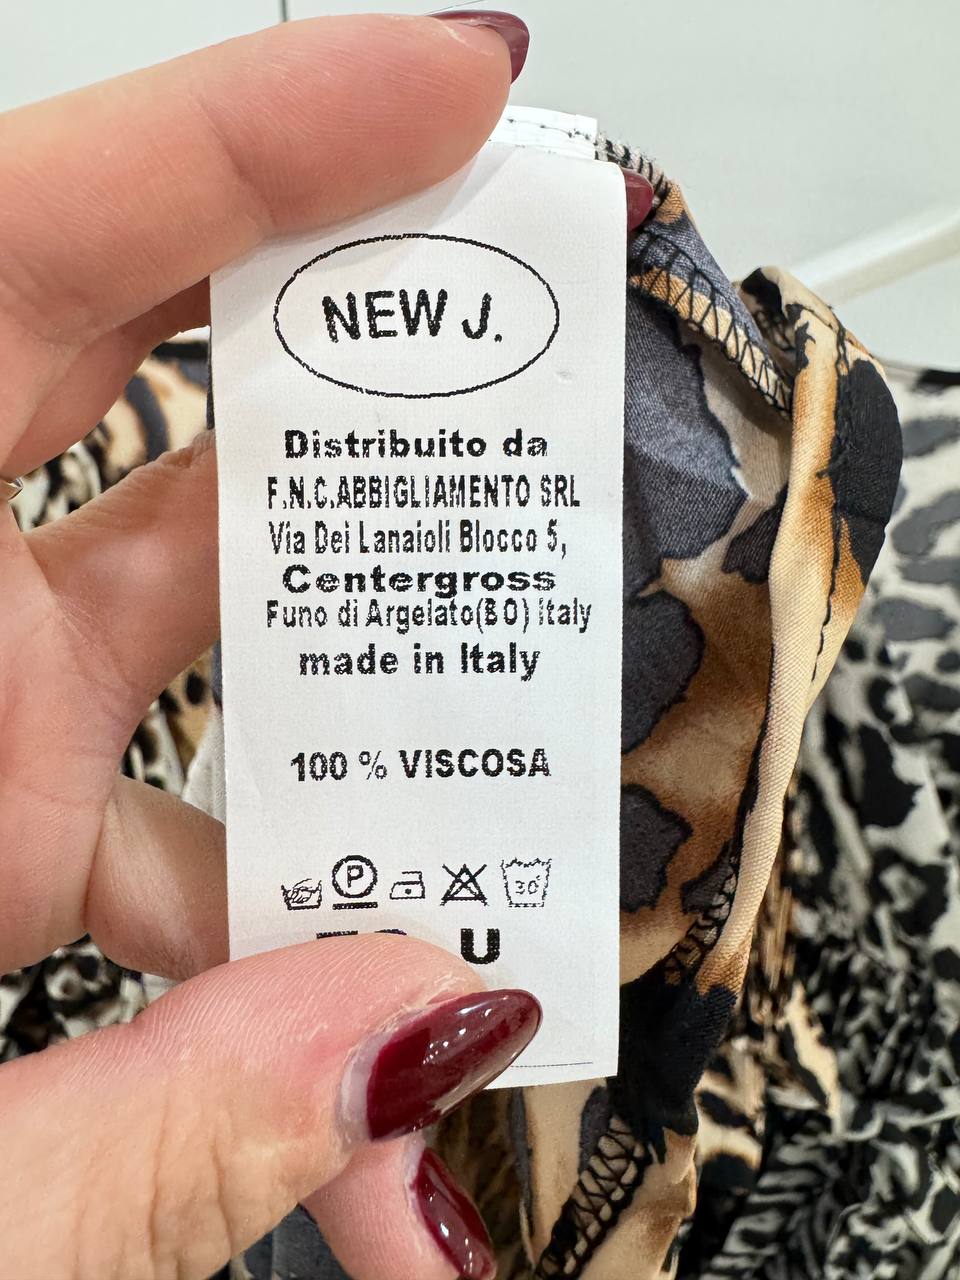 NEW J.
Distribuito da
F.N.C.ABBIGLIAMENTO SRL
Via Dei Lanaioli Blocco 5,
Centergross
Funo di Argelato(BO) italy
made in Italy
100 % VISCOSA
P 30°
U